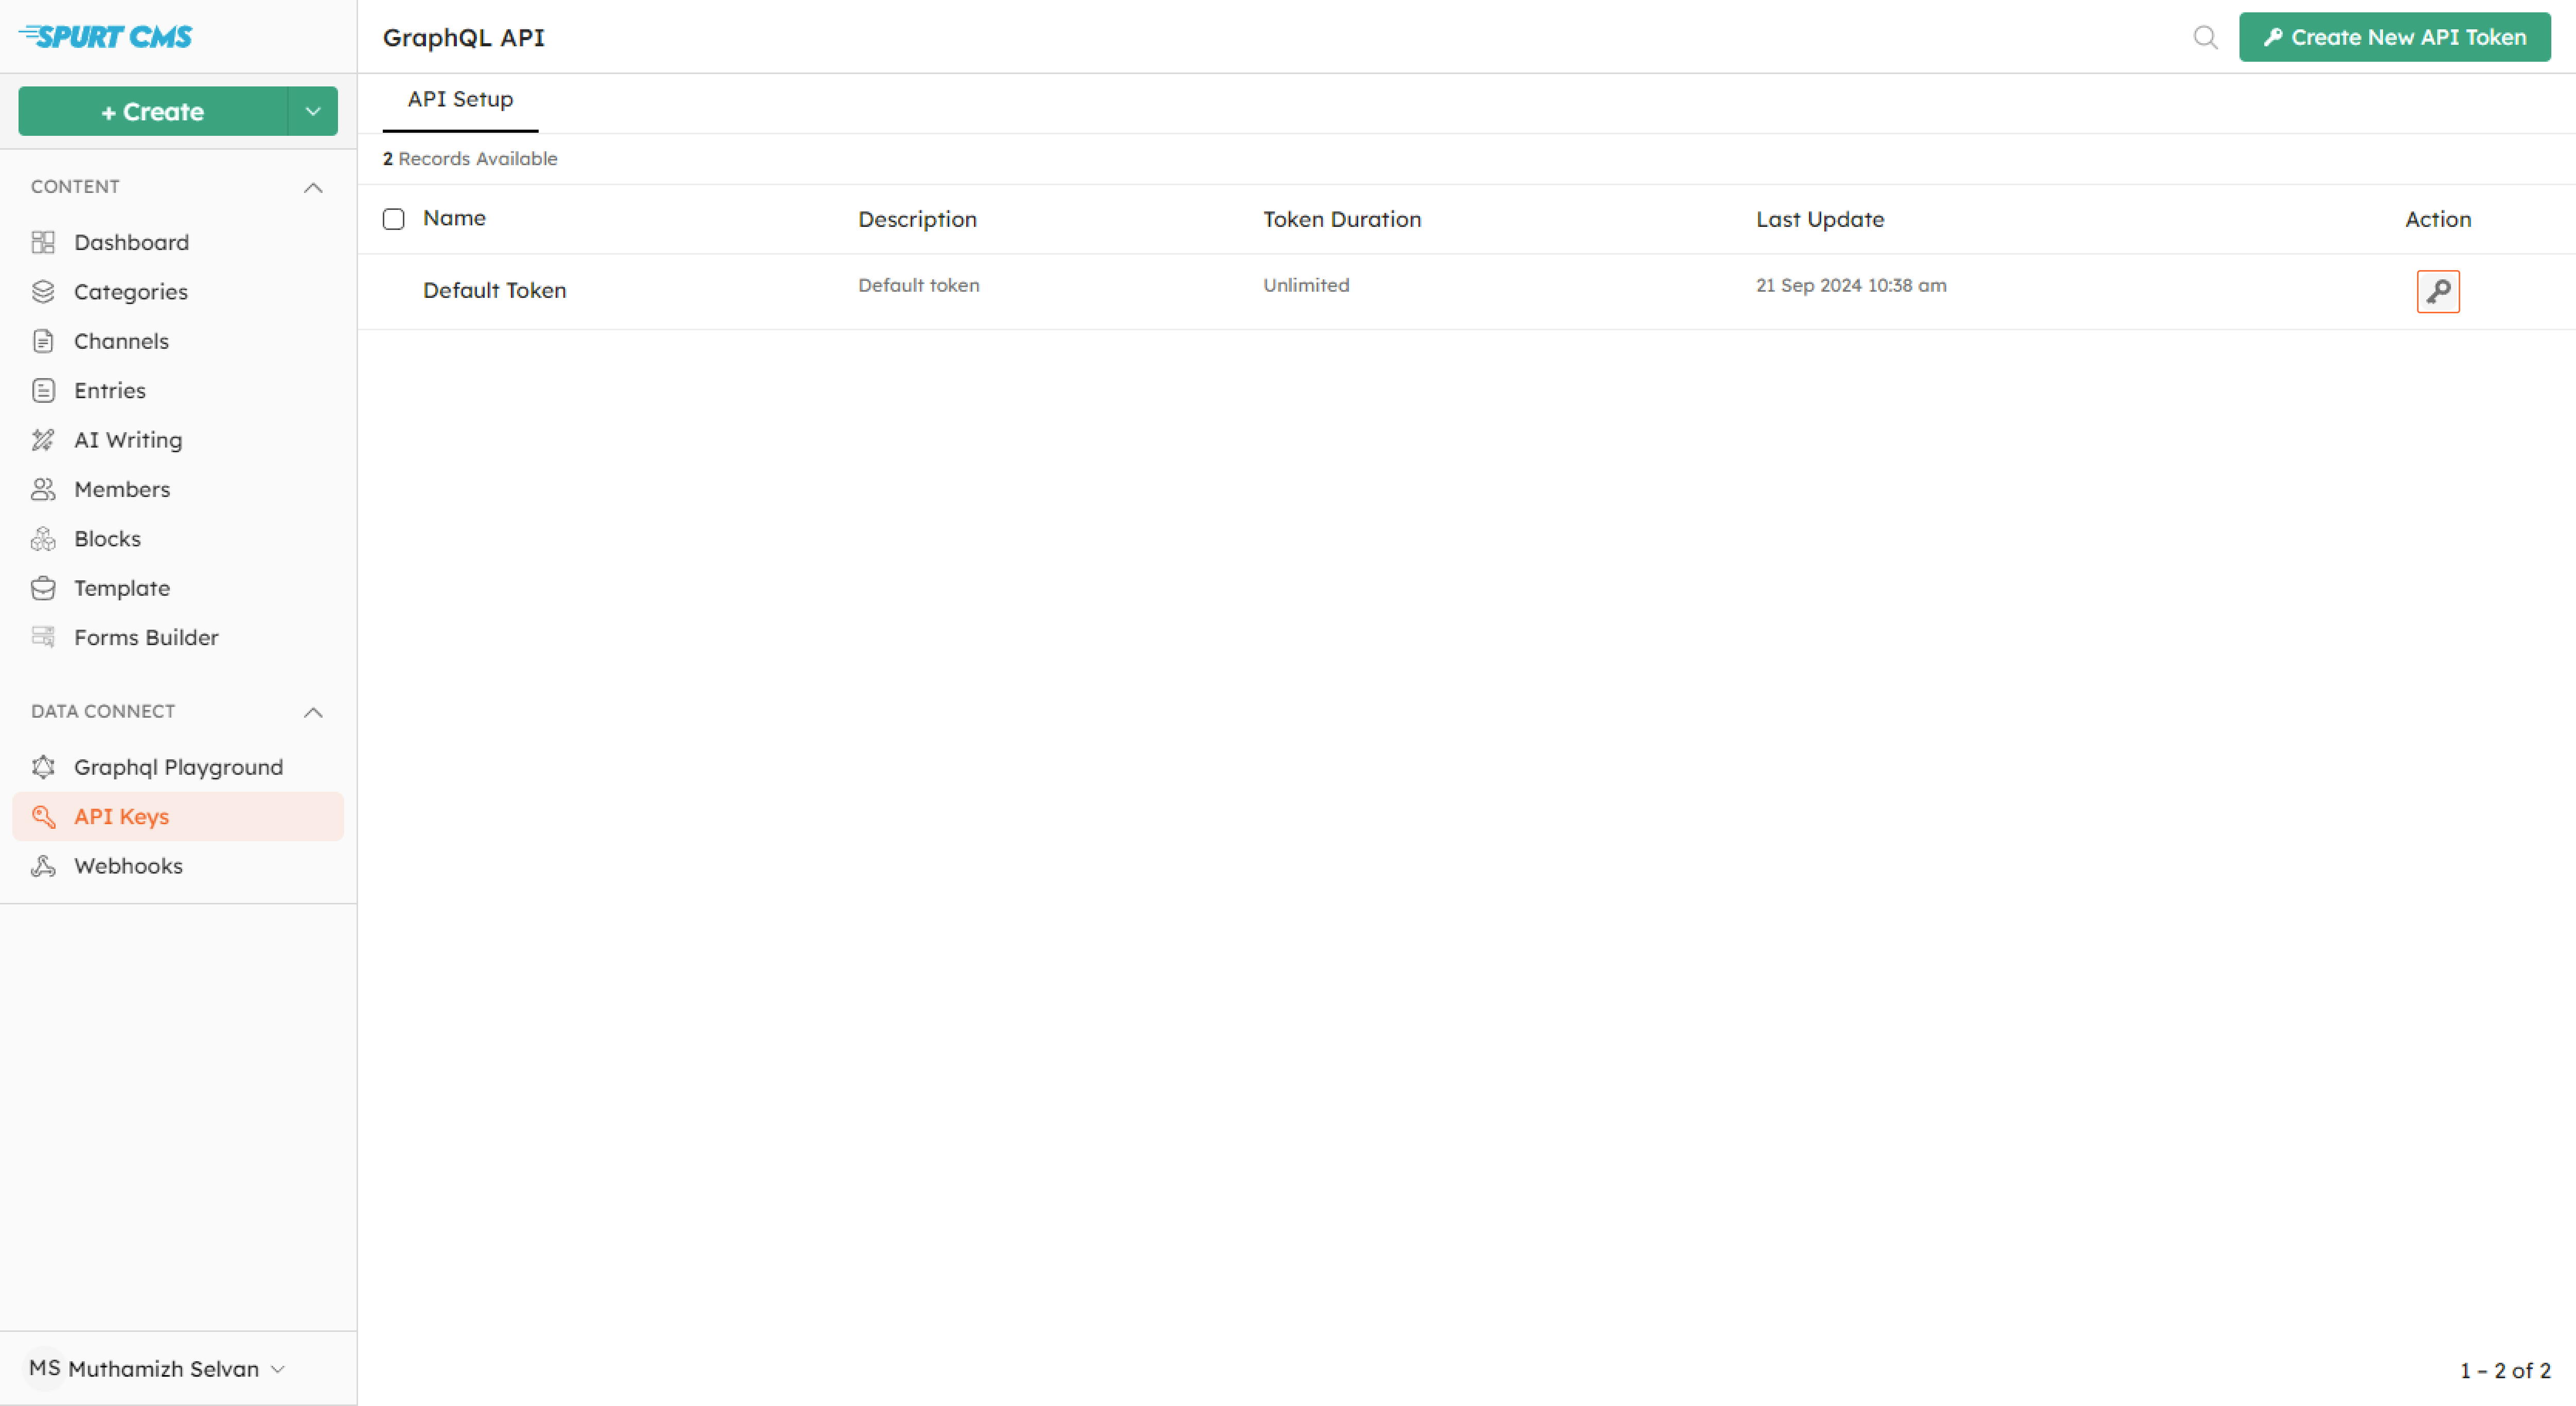 SPURT CMS
+ Create
CONTENT
Dashboard
Categories
Channels
Entries
AI Writing
Members
Blocks
Template
Forms Builder
DATA CONNECT
Graphql Playground
API Keys
Webhooks
MS Muthamizh Selvan
GraphQL API
Create New API Token
API Setup
2 Records Available
Name Description Token Duration Last Update Action
Default Token Default token Unlimited 21 Sep 2024 10:38 am
1 – 2 of 2